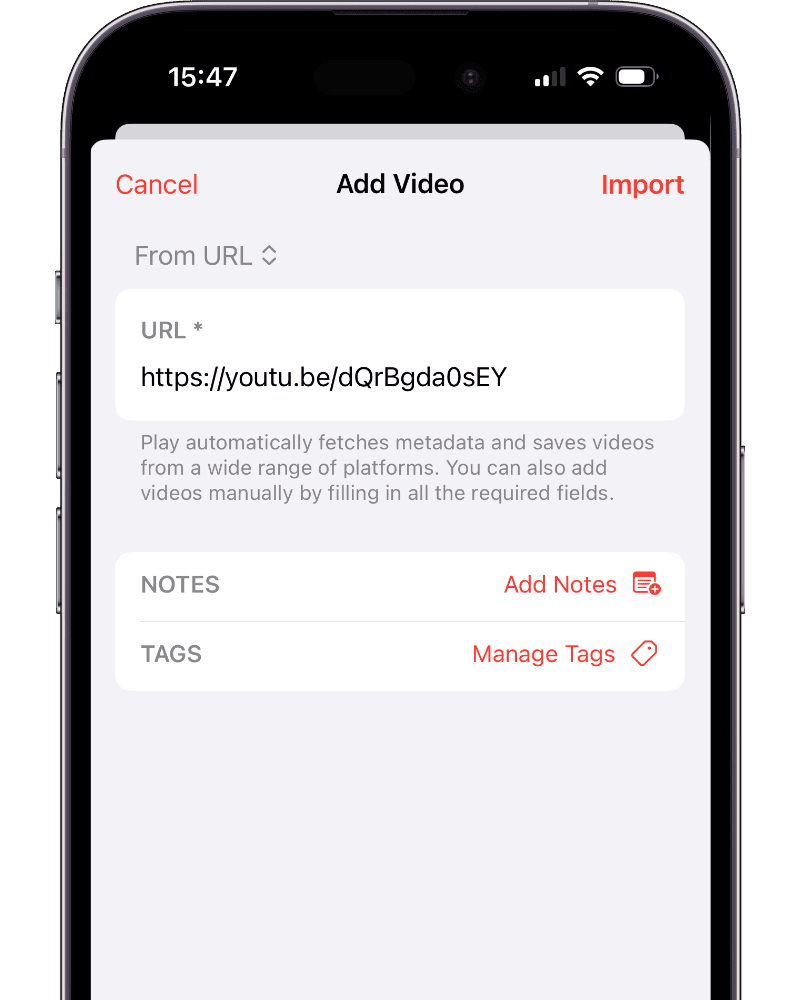 15:47
Cancel Add Video Import
From URL
URL *
https://youtu.be/dQrBgda0sEY
Play automatically fetches metadata and saves videos
from a wide range of platforms. You can also add
videos manually by filling in all the required fields.
NOTES Add Notes
TAGS Manage Tags